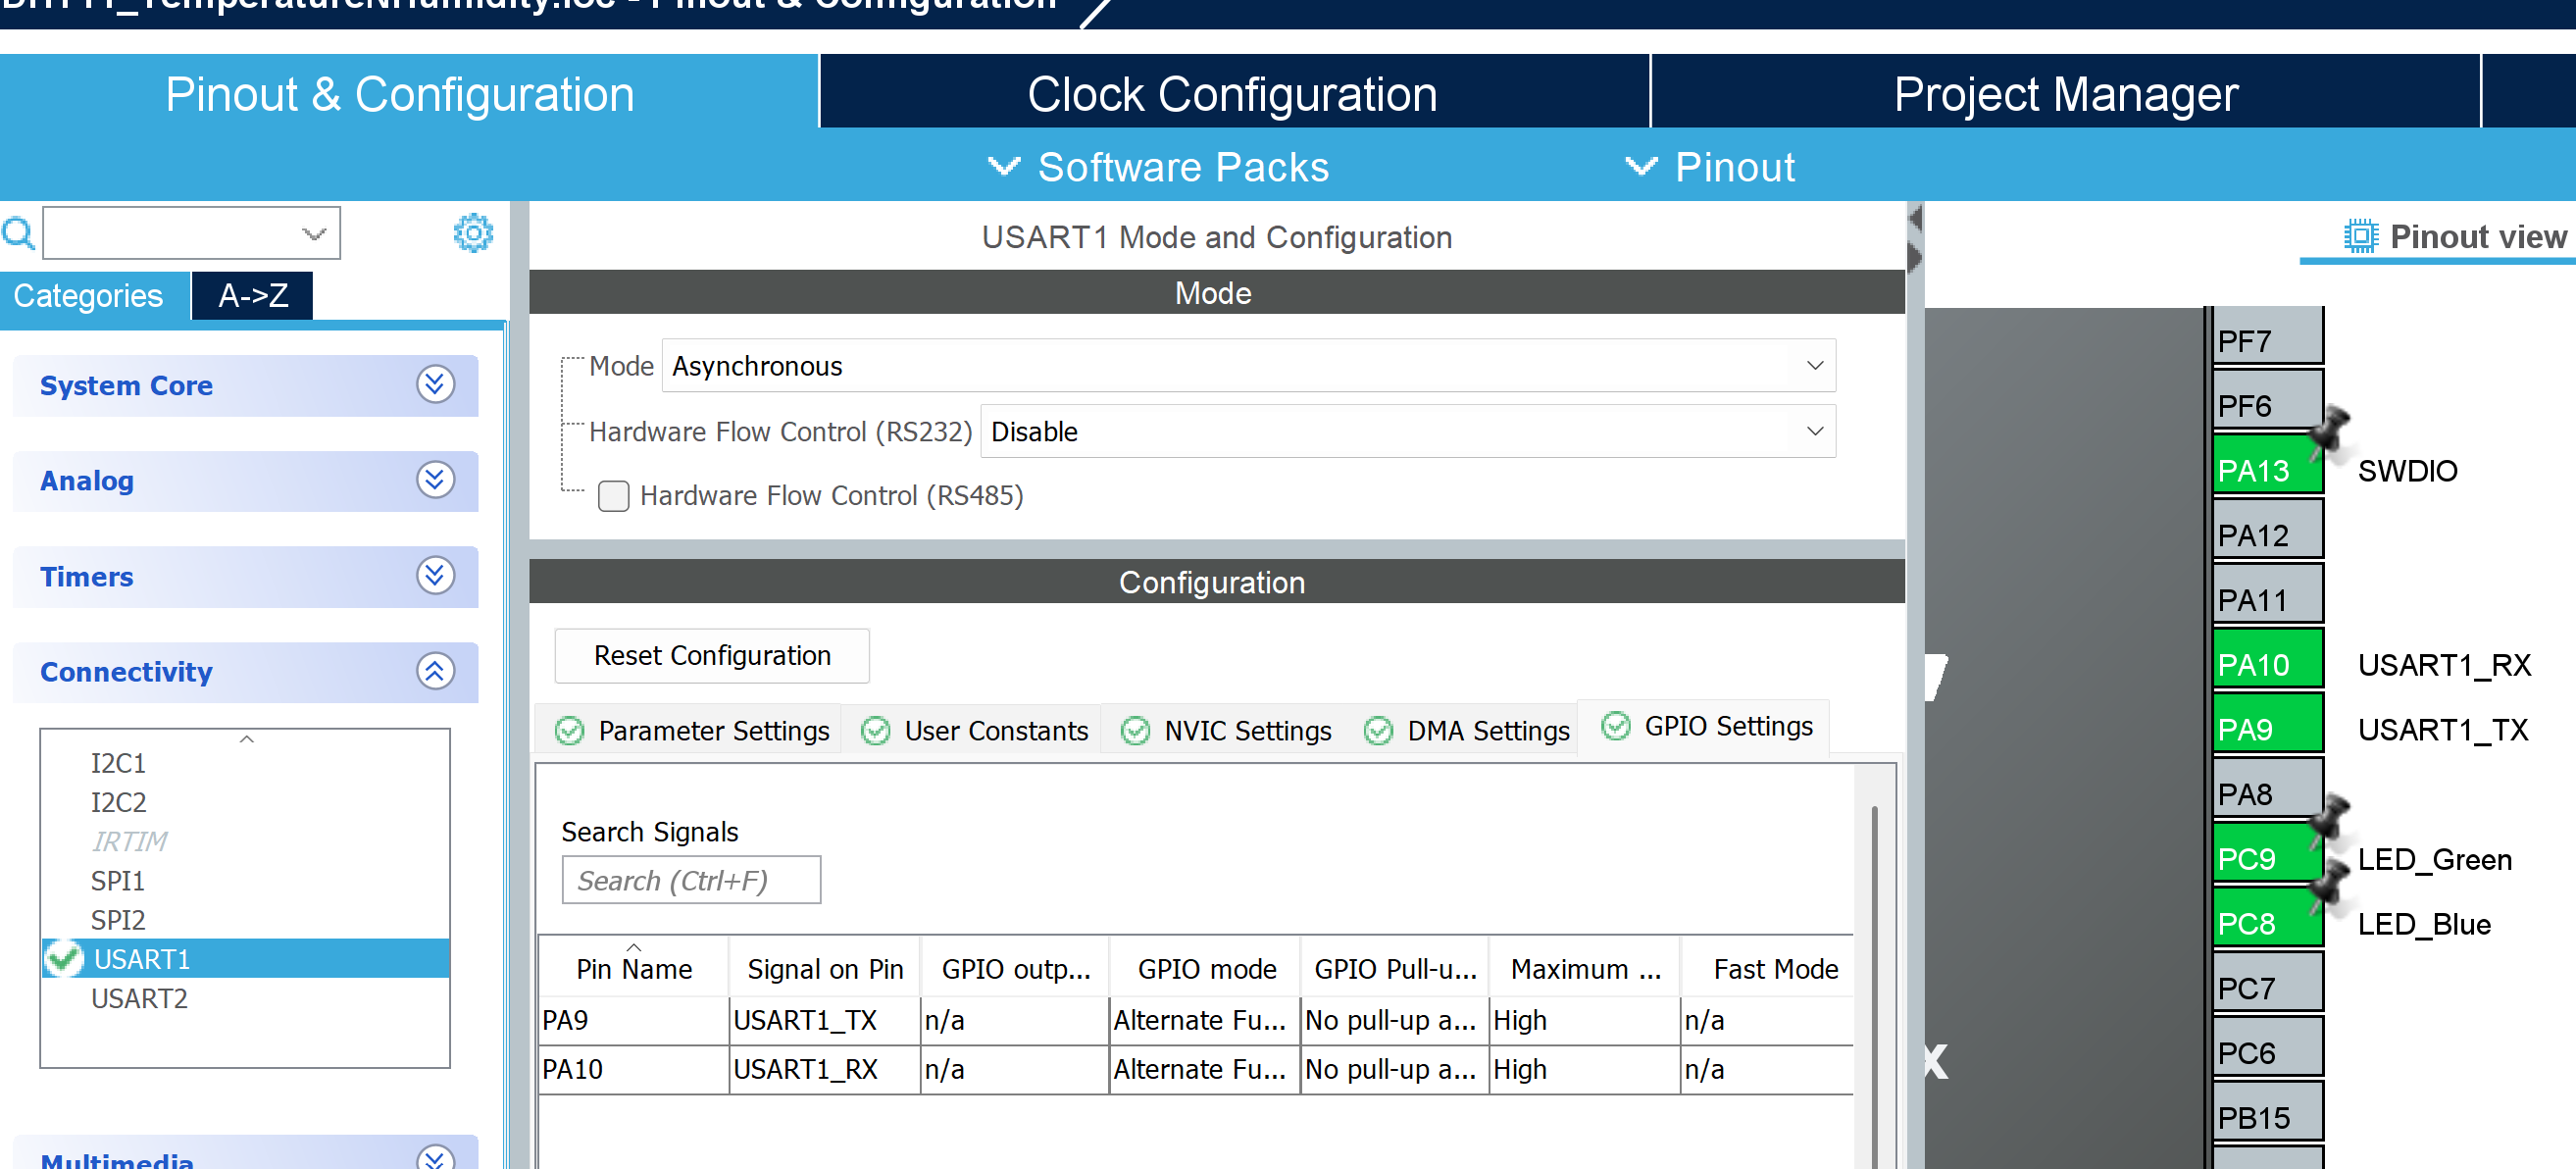 DHT11_TemperatureNHumidity.ioc - Pinout & Configuration
Pinout & Configuration
Clock Configuration
Project Manager
Software Packs
Pinout
Categories
A->Z
System Core
Analog
Timers
Connectivity
I2C1
I2C2
IRTIM
SPI1
SPI2
USART1
USART2
Multimedia
USART1 Mode and Configuration
Mode
Mode Asynchronous
Hardware Flow Control (RS232) Disable
Hardware Flow Control (RS485)
Configuration
Reset Configuration
Parameter Settings User Constants NVIC Settings DMA Settings GPIO Settings
Search Signals
Search (Ctrl+F)
Pin Name Signal on Pin GPIO outp... GPIO mode GPIO Pull-u... Maximum ... Fast Mode
PA9 USART1_TX n/a Alternate Fu... No pull-up a... High n/a
PA10 USART1_RX n/a Alternate Fu... No pull-up a... High n/a
Pinout view
PF7
PF6
PA13 SWDIO
PA12
PA11
PA10 USART1_RX
PA9 USART1_TX
PA8
PC9 LED_Green
PC8 LED_Blue
PC7
PC6
PB15
x